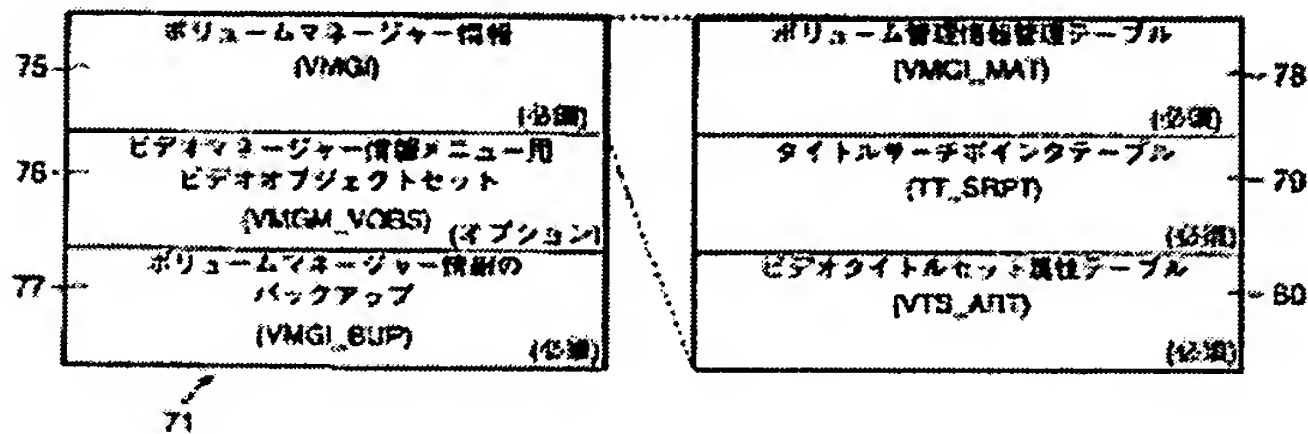 ボリュームマネージャー情報
(VMGI)
(必須)
75
ビデオマネージャー情報メニュー用
ビデオオブジェクトセット
(VMGM_VOBS)
(オプション)
76
ボリュームマネージャー情報の
バックアップ
(VMGI_BUP)
(必須)
77
71
ボリューム管理情報管理テーブル
(VMGI_MAT)
(必須)
78
タイトルサーチポインタテーブル
(TT_SRPT)
(必須)
79
ビデオタイトルセット属性テーブル
(VTS_ATRT)
(必須)
80